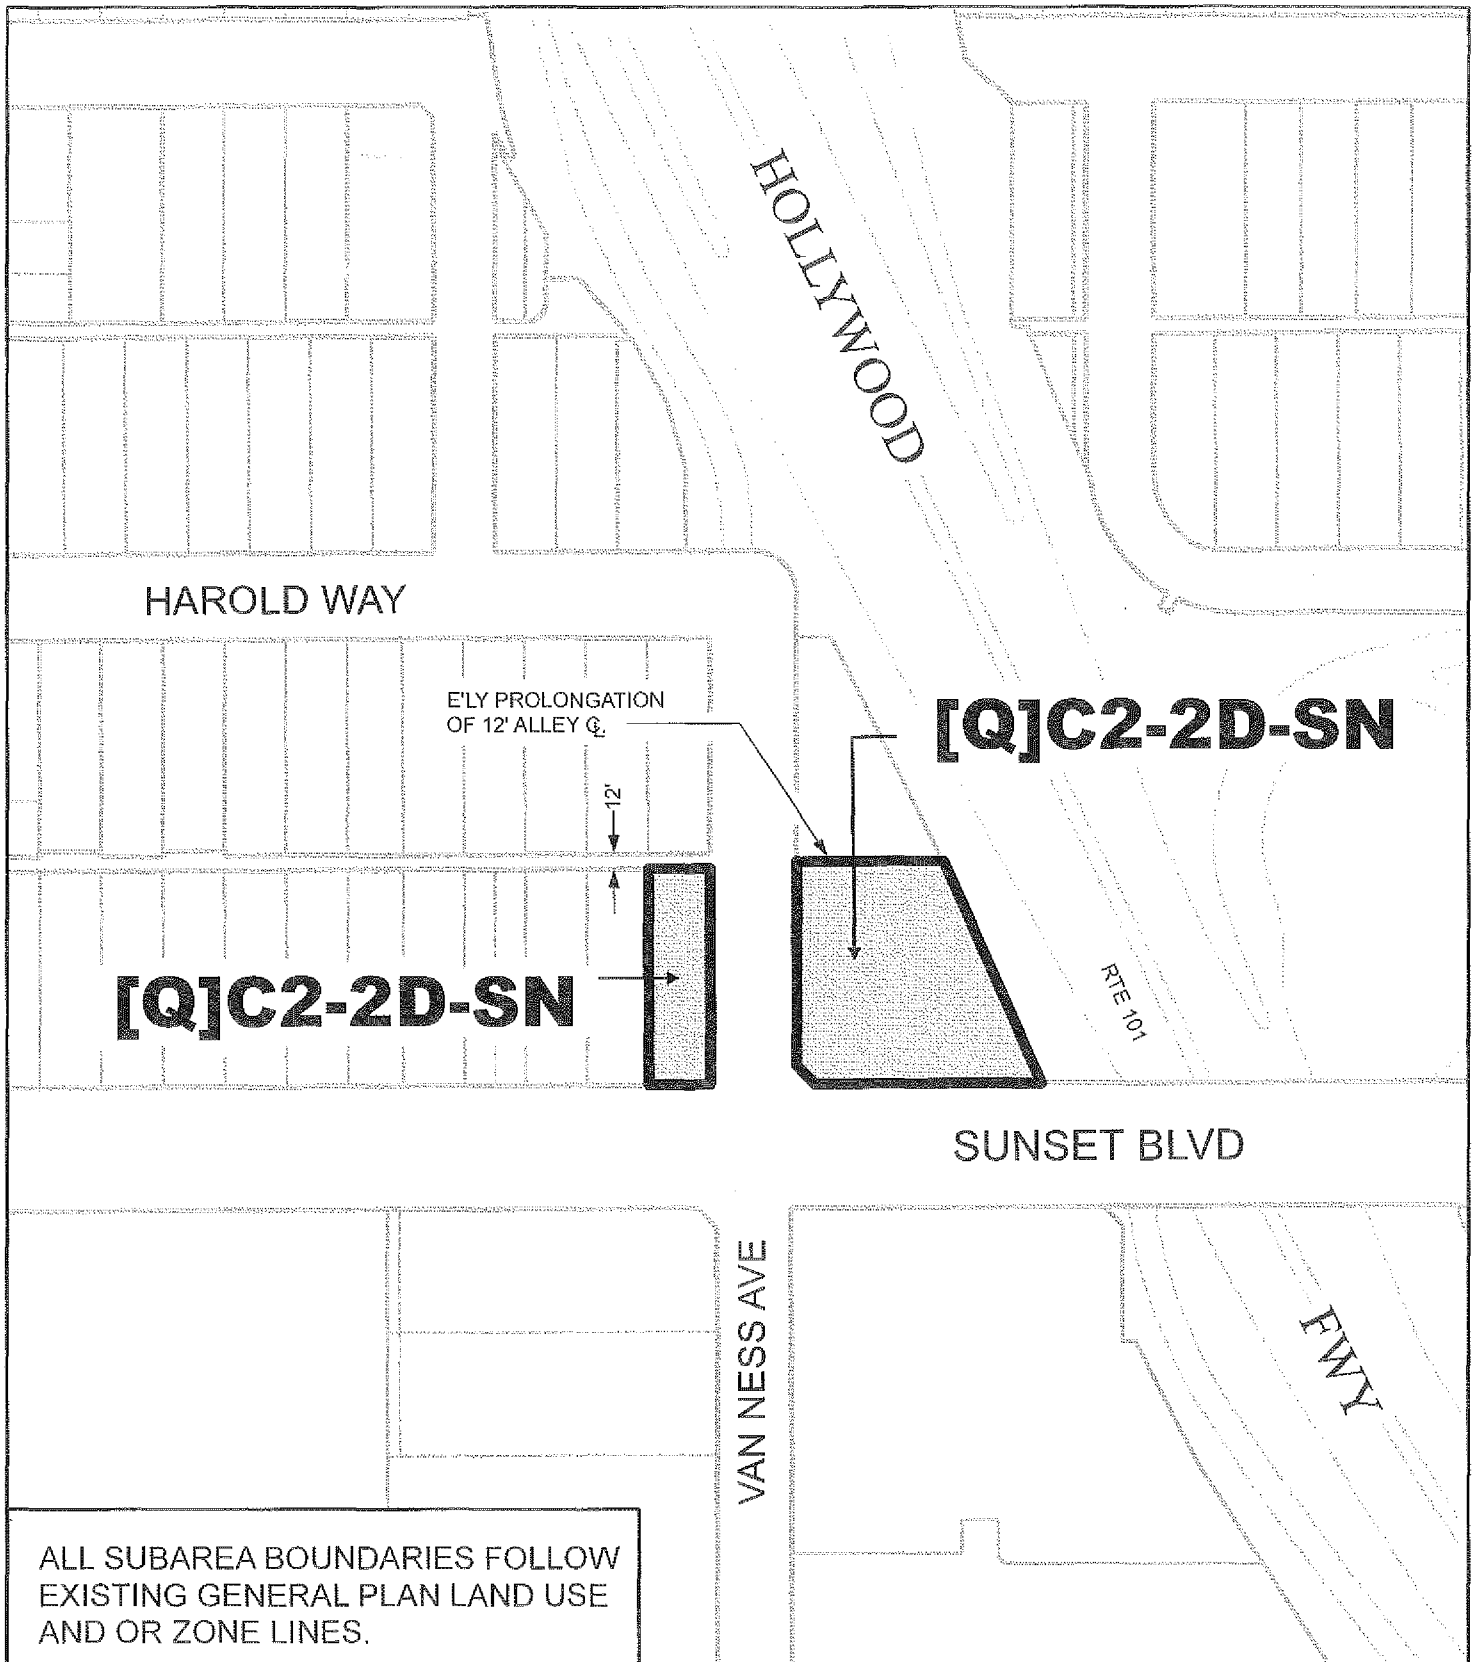 HOLLYWOOD
HAROLD WAY
E'LY PROLONGATION
OF 12' ALLEY ℄
[Q]C2-2D-SN
12'
[Q]C2-2D-SN
RTE 101
SUNSET BLVD
VAN NESS AVE
FWY
ALL SUBAREA BOUNDARIES FOLLOW
EXISTING GENERAL PLAN LAND USE
AND OR ZONE LINES.